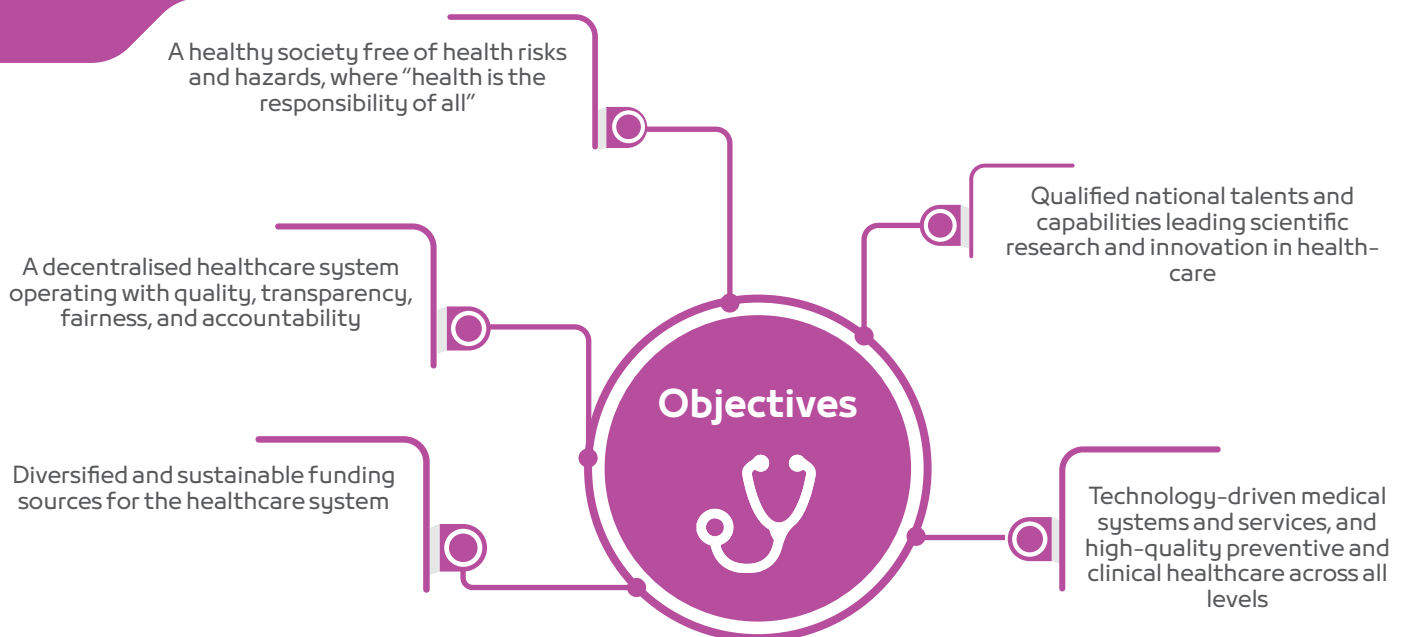 A healthy society free of health risks
and hazards, where “health is the
responsibility of all”
A decentralised healthcare system
operating with quality, transparency,
fairness, and accountability
Diversified and sustainable funding
sources for the healthcare system
Objectives
Qualified national talents and
capabilities leading scientific
research and innovation in health-
care
Technology-driven medical
systems and services, and
high-quality preventive and
clinical healthcare across all
levels